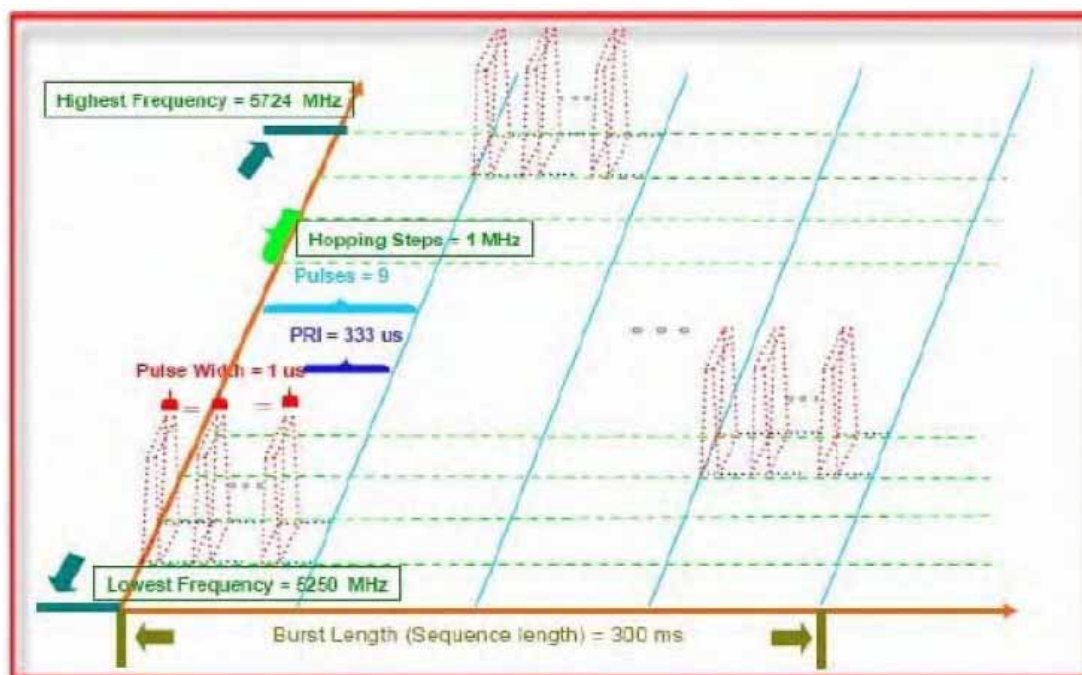 Highest Frequency = 5724 MHz
Hopping Steps = 1 MHz
Pulses = 9
PRI = 333 us
Pulse Width = 1 us
Lowest Frequency = 5250 MHz
Burst Length (Sequence length) = 300 ms